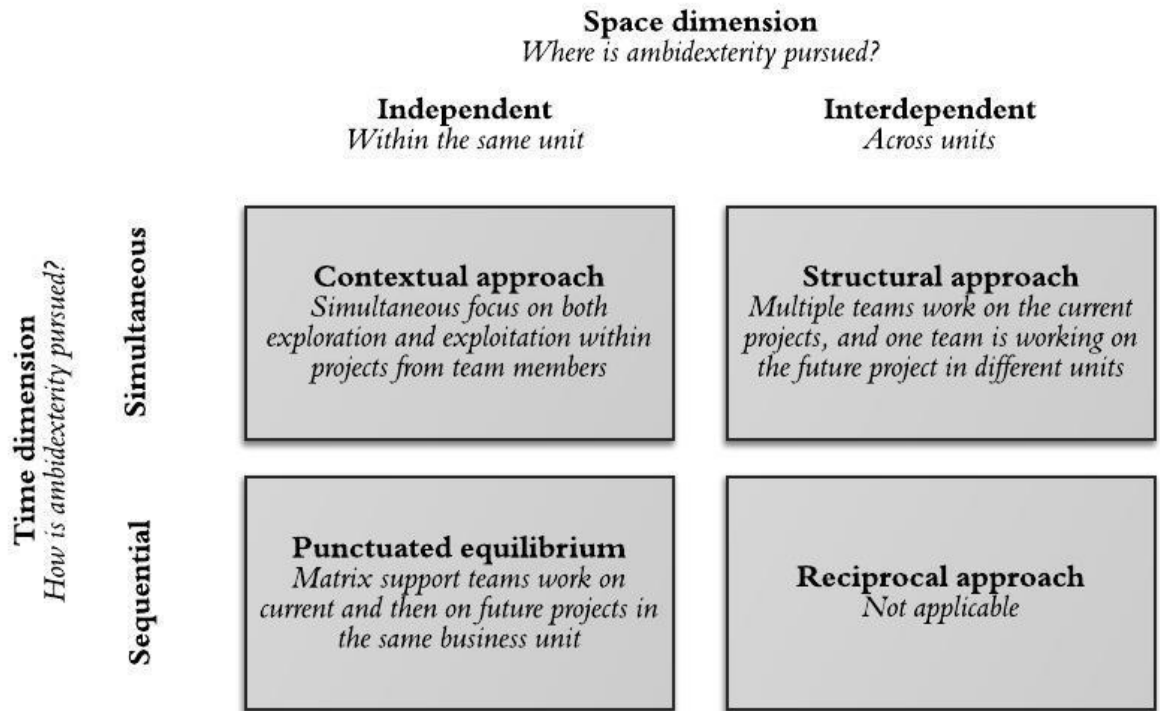 Space dimension
Where is ambidexterity pursued?
Independent
Within the same unit
Interdependent
Across units
Time dimension
How is ambidexterity pursued?
Simultaneous
Contextual approach
Simultaneous focus on both
exploration and exploitation within
projects from team members
Structural approach
Multiple teams work on the current
projects, and one team is working on
the future project in different units
Sequential
Punctuated equilibrium
Matrix support teams work on
current and then on future projects in
the same business unit
Reciprocal approach
Not applicable